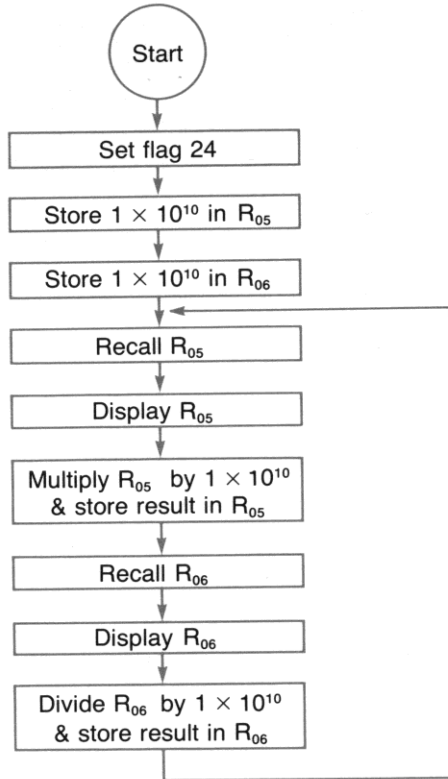 Start
Set flag 24
Store 1 × 10¹⁰ in R₀₅
Store 1 × 10¹⁰ in R₀₆
Recall R₀₅
Display R₀₅
Multiply R₀₅ by 1 × 10¹⁰
& store result in R₀₅
Recall R₀₆
Display R₀₆
Divide R₀₆ by 1 × 10¹⁰
& store result in R₀₆